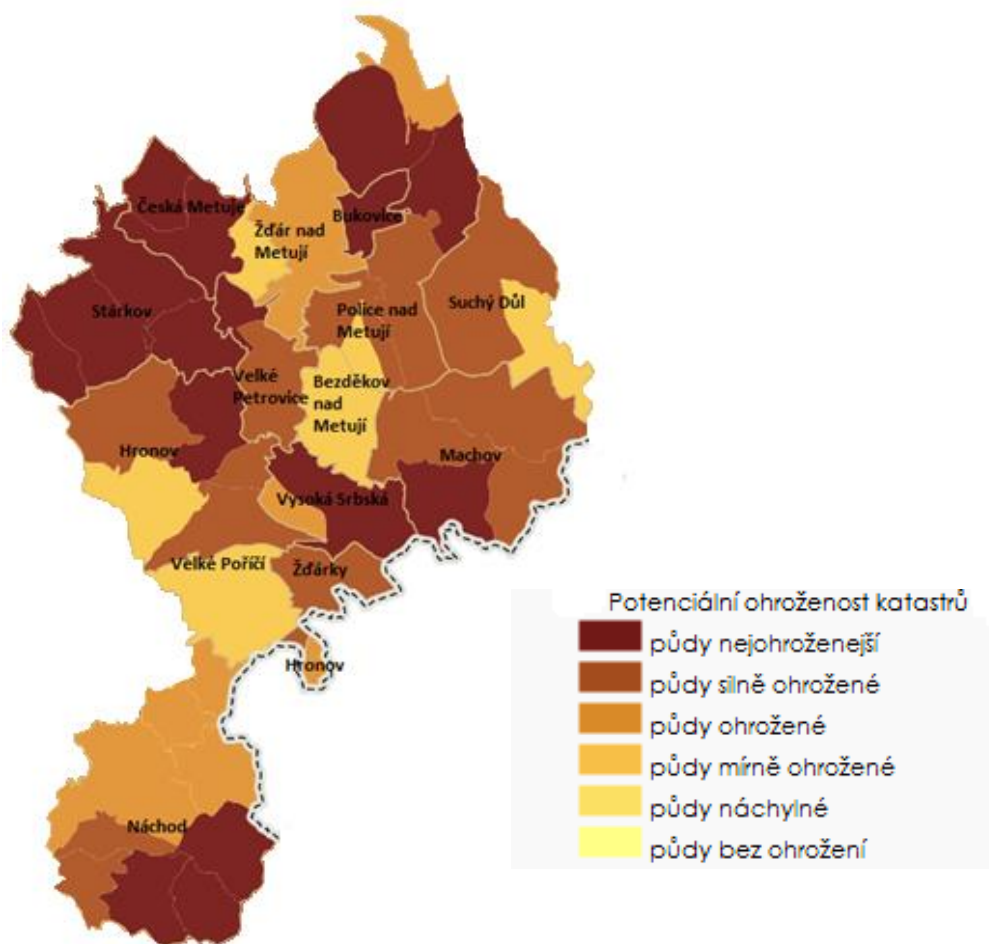 Česká Metuje
Bukovice
Žďár nad
Metují
Stárkov
Police nad
Metují
Suchý Důl
Velké
Petrovice
Bezděkov
nad
Metují
Hronov
Machov
Vysoká Srbská
Velké Poříčí
Žďárky
Hronov
Náchod
Potenciální ohroženost katastrů
půdy nejohroženejší
půdy silně ohrožené
půdy ohrožené
půdy mírně ohrožené
půdy náchylné
půdy bez ohrožení